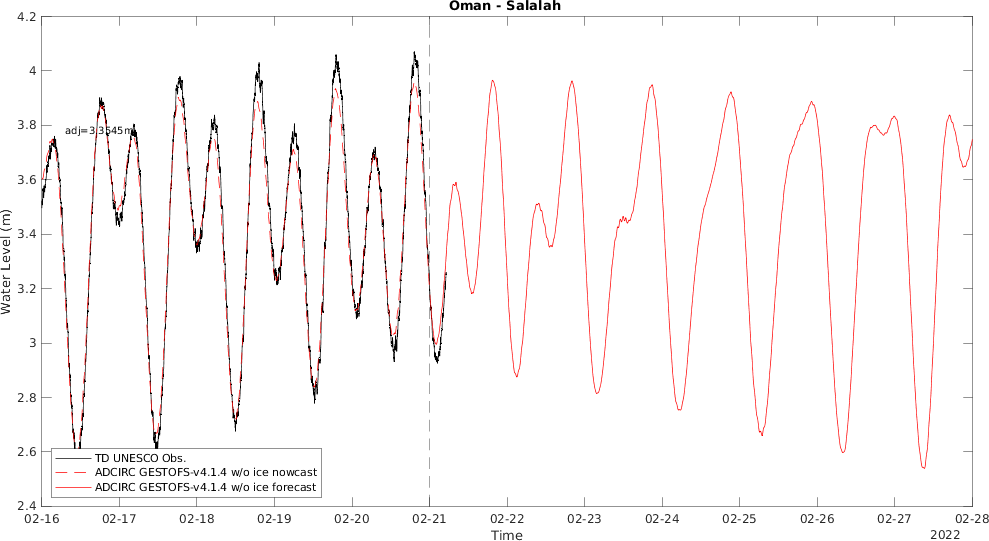 Oman - Salalah
Water Level (m)
4.2
4
3.8
3.6
3.4
3.2
3
2.8
2.6
2.4
adj=3.3545m
TD UNESCO Obs.
ADCIRC GESTOFS-v4.1.4 w/o ice nowcast
ADCIRC GESTOFS-v4.1.4 w/o ice forecast
02-16 02-17 02-18 02-19 02-20 02-21 02-22 02-23 02-24 02-25 02-26 02-27 02-28
Time
2022